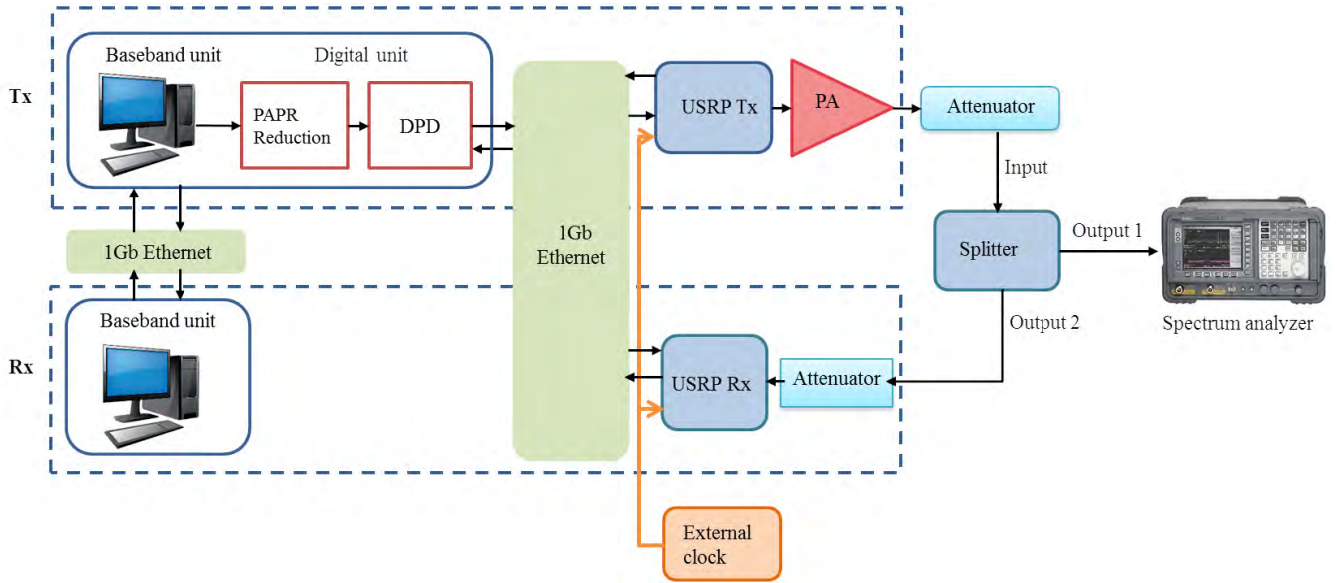 Baseband unit
Digital unit
Tx
PAPR
Reduction
DPD
USRP Tx
PA
Attenuator
Input
1Gb Ethernet
1Gb
Ethernet
Splitter
Output 1
Output 2
Spectrum analyzer
Baseband unit
Rx
USRP Rx
Attenuator
External
clock